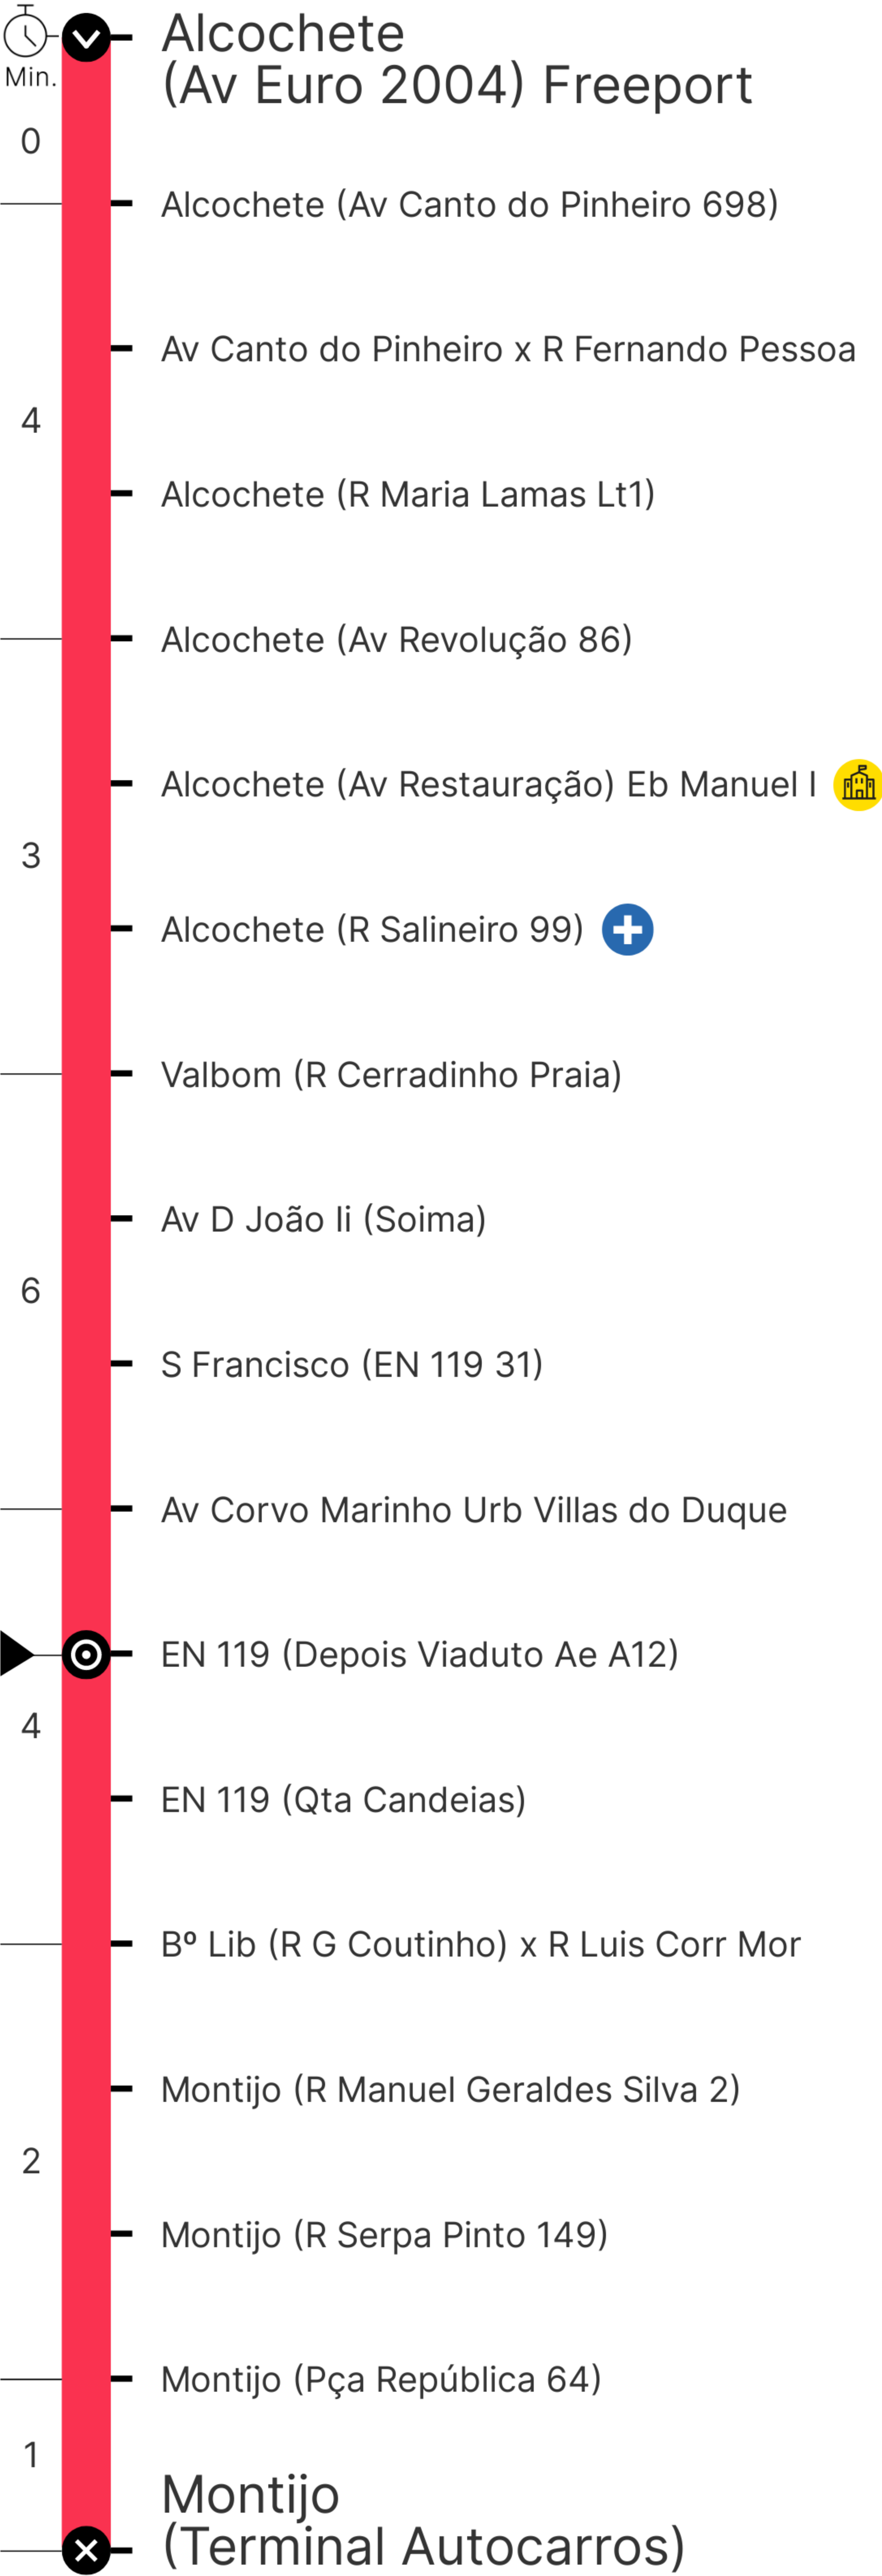 Alcochete
(Av Euro 2004) Freeport
Min.
0
Alcochete (Av Canto do Pinheiro 698)
Av Canto do Pinheiro x R Fernando Pessoa
4
Alcochete (R Maria Lamas Lt1)
Alcochete (Av Revolução 86)
Alcochete (Av Restauração) Eb Manuel I
3
Alcochete (R Salineiro 99)
Valbom (R Cerradinho Praia)
Av D João Ii (Soima)
6
S Francisco (EN 119 31)
Av Corvo Marinho Urb Villas do Duque
EN 119 (Depois Viaduto Ae A12)
4
EN 119 (Qta Candeias)
Bº Lib (R G Coutinho) x R Luis Corr Mor
Montijo (R Manuel Geraldes Silva 2)
2
Montijo (R Serpa Pinto 149)
Montijo (Pça República 64)
1
Montijo
(Terminal Autocarros)